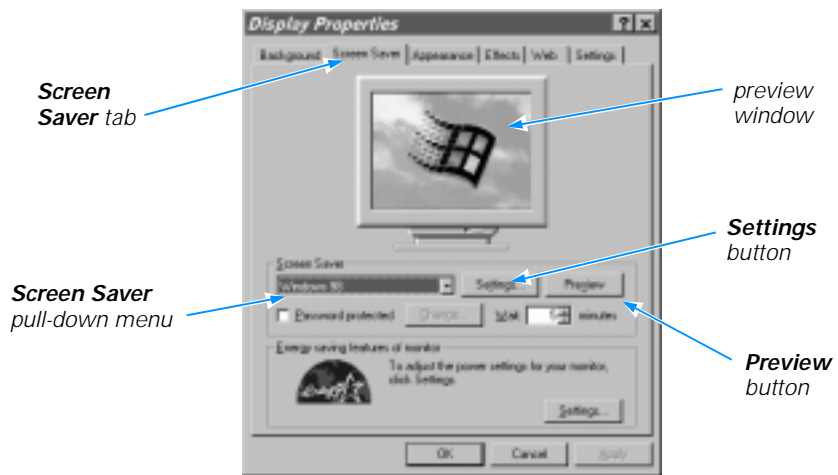 Display Properties
Background Screen Saver Appearance Effects Web Settings
Screen
Saver tab
preview
window
Settings
button
Screen Saver
Windows 98
Settings... Preview
Screen Saver
pull-down menu
Password protected Change... Wait: 5 minutes
Energy saving features of monitor
To adjust the power settings for your monitor,
click Settings.
Preview
button
Settings...
OK Cancel Apply